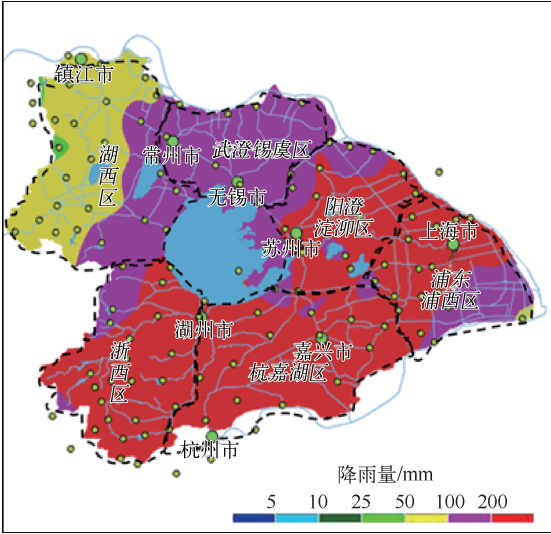 镇江市
湖
西
区
常州市
武澄锡虞区
无锡市
阳澄
淀泖区
苏州市
上海市
浦东
浦西区
湖州市
浙
西
区
嘉兴市
杭嘉湖区
杭州市
降雨量/mm
5 10 25 50 100 200